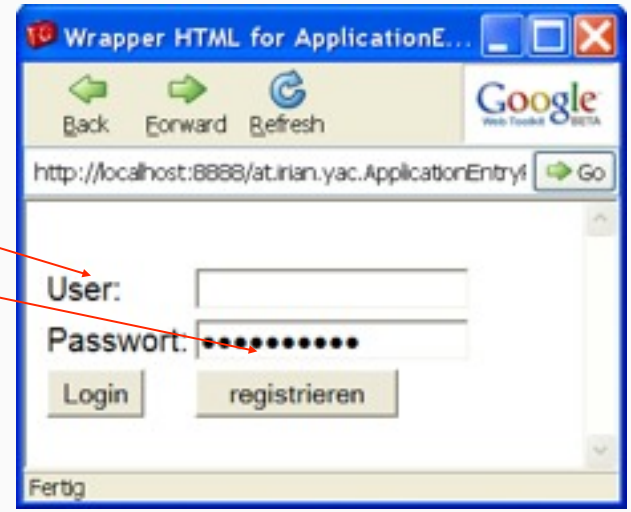 Wrapper HTML for ApplicationE...
Back Forward Refresh
Google
Web Toolkit BETA
http://localhost:8888/at.irian.yac.ApplicationEntry Go
User:
Passwort: ●●●●●●●●●●
Login registrieren
Fertig